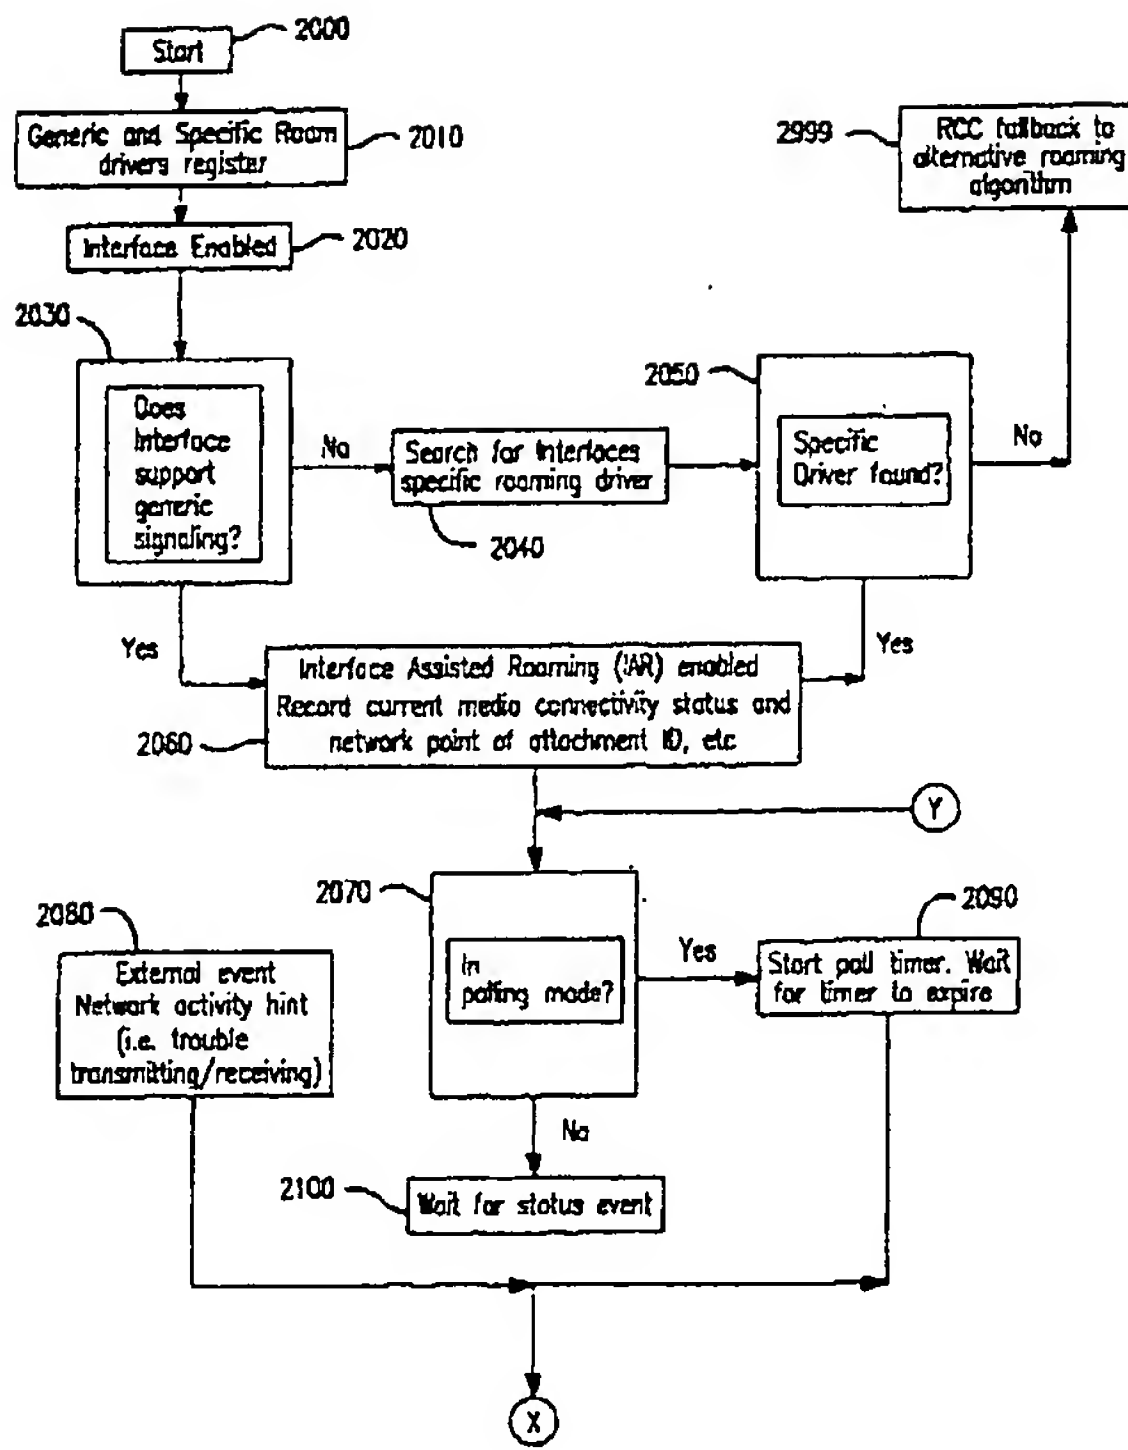 2000
Start
Generic and Specific Roam
drivers register
2010
2999
RCC fallback to
alternative roaming
algorithm
Interface Enabled
2020
2030
Does
Interface
support
generic
signaling?
No
Search for Interfaces
specific roaming driver
2040
2050
Specific
Driver found?
No
Yes
Yes
Interface Assisted Roaming (IAR) enabled
Record current media connectivity status and
network point of attachment ID, etc
2060
Y
2070
In
polling mode?
Yes
2090
Start poll timer. Wait
for timer to expire
2080
External event
Network activity hint
(i.e. trouble
transmitting/receiving)
No
2100
Wait for status event
X